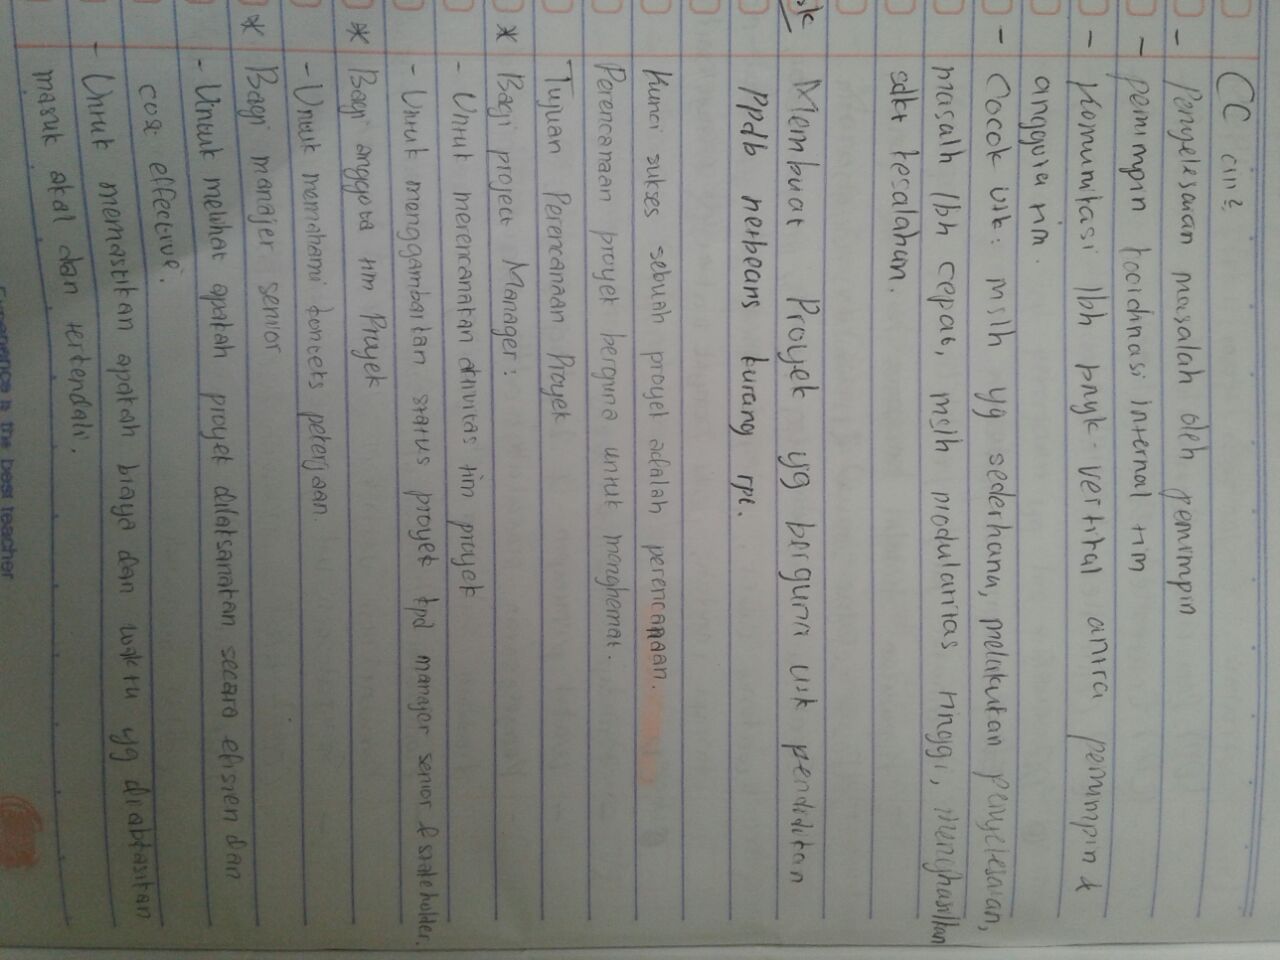 CC ciri²
- Penyelesaian masalah oleh pemimpin
- pemimpin koordinasi internal tim
- Komunikasi lbh bnyk - vertikal antra pemimpin &
anggota tim.
- Cocok utk : mslh yg sederhana, melakukan penyelesaian,
masalh lbh cepat, mslh modularitas tinggi, menghasilkan
sdkt kesalahan.
Membuat Proyek yg berguna utk pendidikan
PPdb netbeans kurang rpt.
Kunci sukses sebuah proyek adalah perencanaan.
Perencanaan proyek berguna untuk menghemat.
Tujuan Perencanaan Proyek
* Bagi project Manager :
- Untuk merencanakan aktivitas tim proyek
- Untuk menggambarkan status proyek kpd manajer senior & stakeholder.
* Bagi anggota tim Proyek
- Untuk memahami konteks pekerjaan.
* Bagi manajer senior
- Untuk melihat apakah proyek dilaksanakan secara efisien dan
cost effective.
- Untuk memastikan apakah biaya dan waktu yg dialokasikan
masuk akal dan terkendali.
Experience is the best teacher